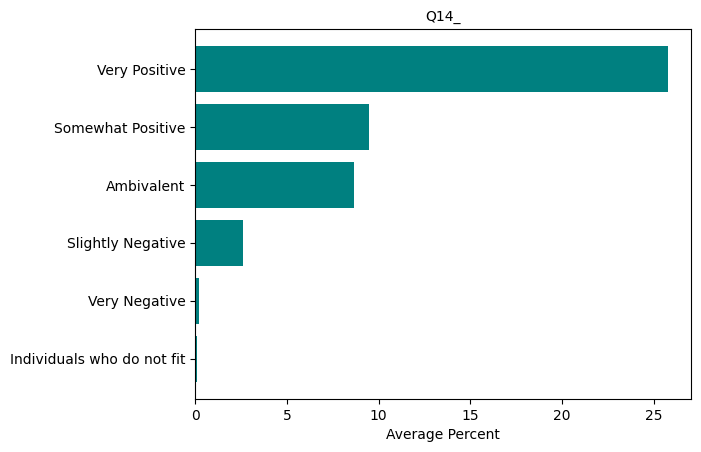 Q14_
Very Positive
Somewhat Positive
Ambivalent
Slightly Negative
Very Negative
Individuals who do not fit
0 5 10 15 20 25
Average Percent